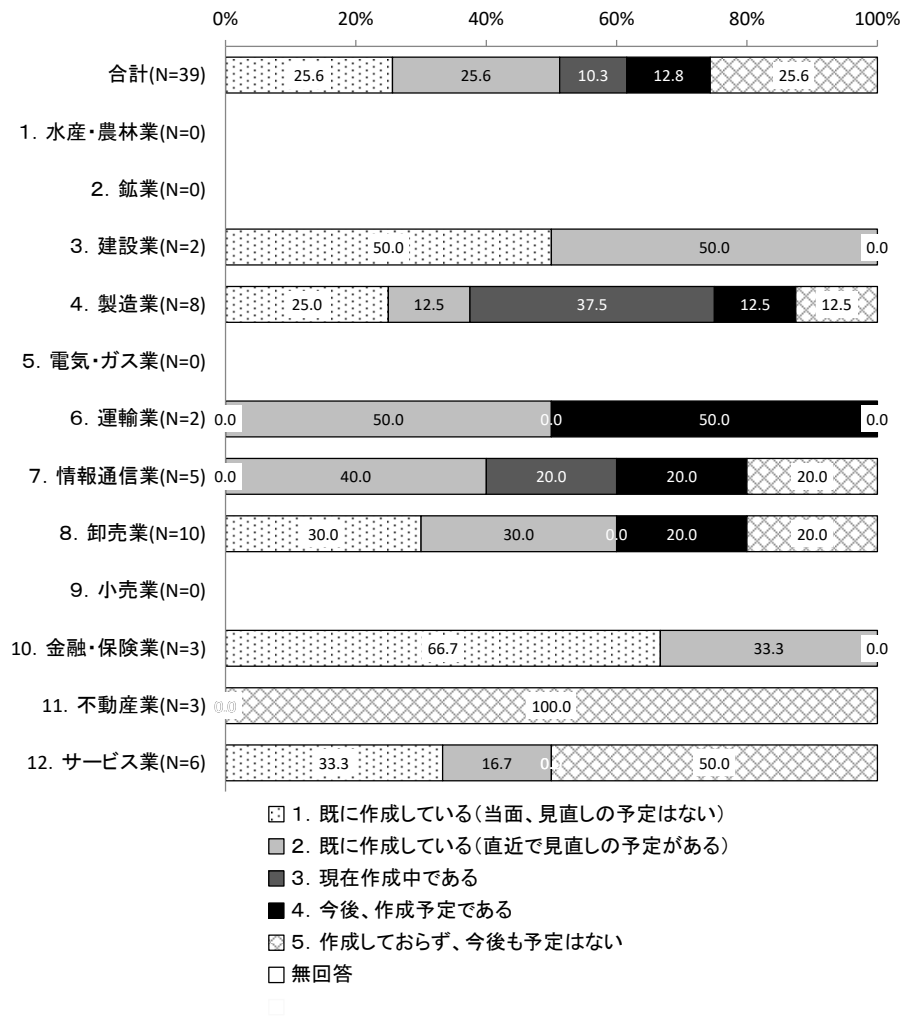 0% 20% 40% 60% 80% 100%
合計(N=39) 25.6 25.6 10.3 12.8 25.6
1. 水産・農林業(N=0)
2. 鉱業(N=0)
3. 建設業(N=2) 50.0 50.0 0.0
4. 製造業(N=8) 25.0 12.5 37.5 12.5 12.5
5. 電気・ガス業(N=0)
6. 運輸業(N=2) 0.0 50.0 0.0 50.0 0.0
7. 情報通信業(N=5) 0.0 40.0 20.0 20.0 20.0
8. 卸売業(N=10) 30.0 30.0 0.0 20.0 20.0
9. 小売業(N=0)
10. 金融・保険業(N=3) 66.7 33.3 0.0
11. 不動産業(N=3) 0.0 100.0
12. サービス業(N=6) 33.3 16.7 0.0 50.0
1. 既に作成している(当面、見直しの予定はない)
2. 既に作成している(直近で見直しの予定がある)
3. 現在作成中である
4. 今後、作成予定である
5. 作成しておらず、今後も予定はない
無回答